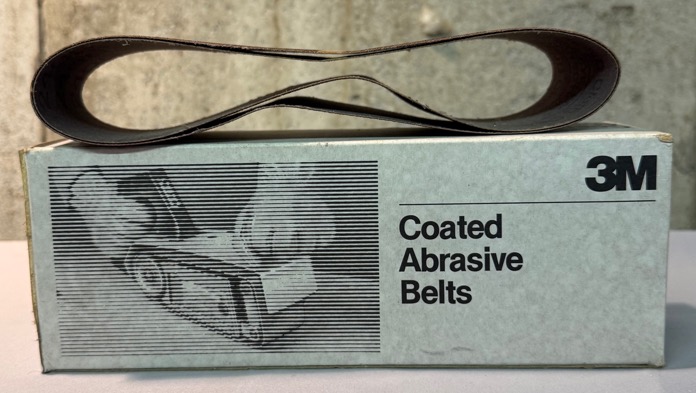 3M
Coated
Abrasive
Belts